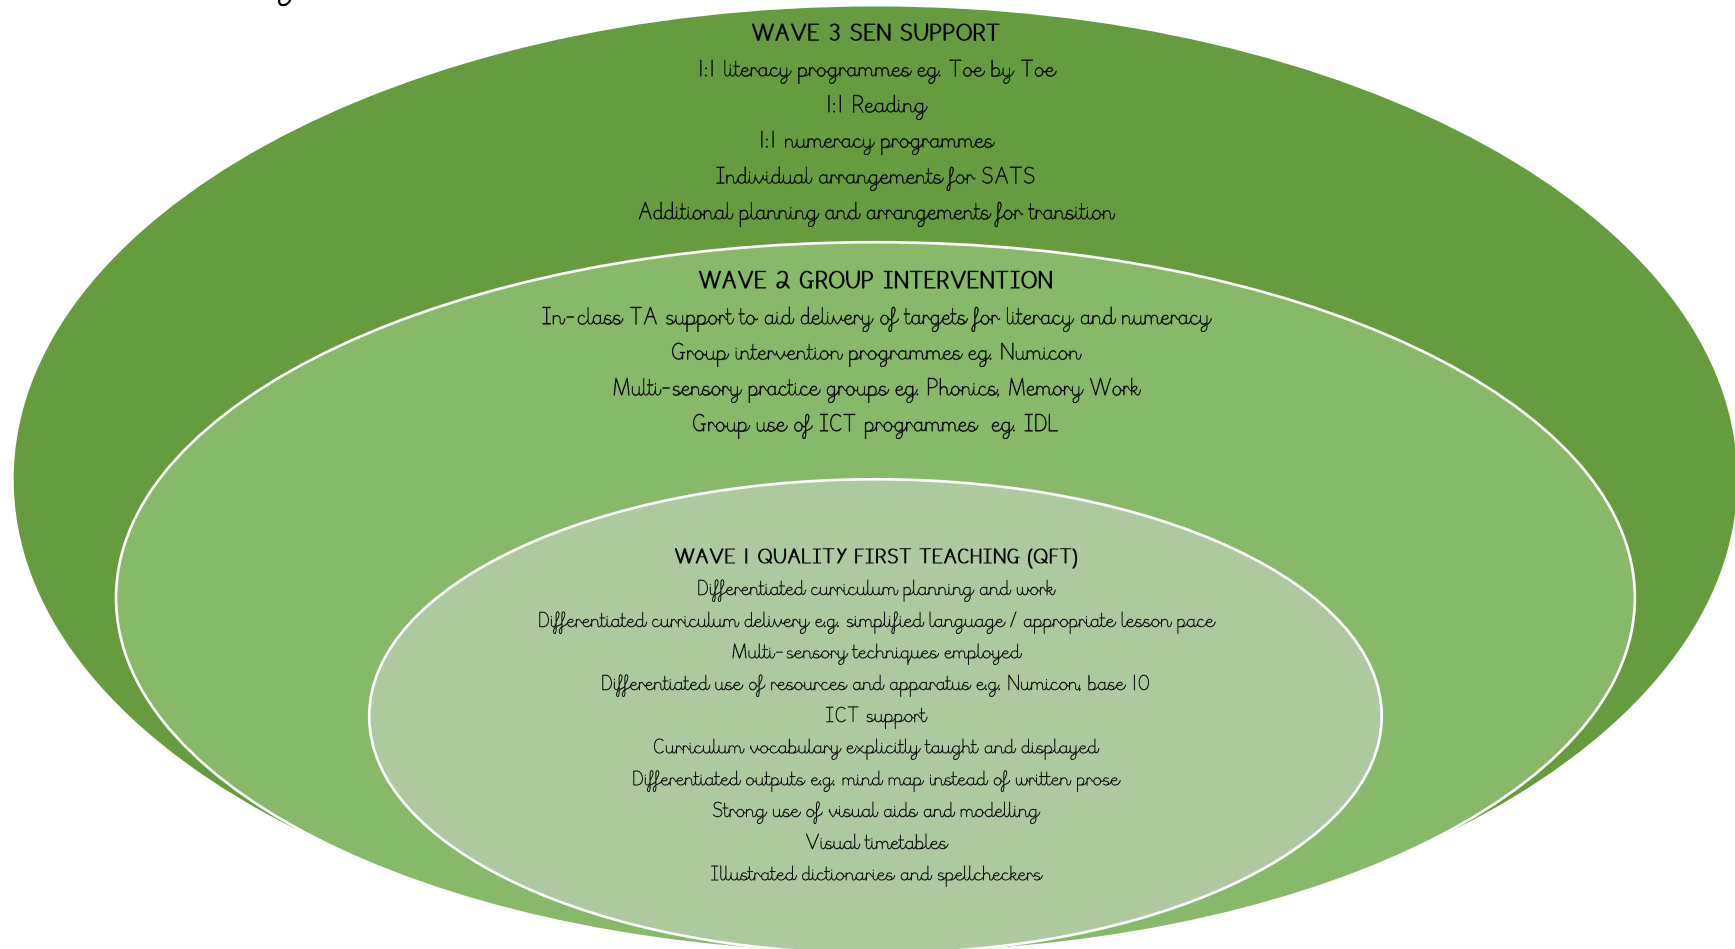 WAVE 3 SEN SUPPORT
1:1 literacy programmes eg. Toe by Toe
1:1 Reading
1:1 numeracy programmes
Individual arrangements for SATS
Additional planning and arrangements for transition
WAVE 2 GROUP INTERVENTION
In-class TA support to aid delivery of targets for literacy and numeracy
Group intervention programmes eg. Numicon
Multi-sensory practice groups eg. Phonics, Memory Work
Group use of ICT programmes eg. IDL
WAVE 1 QUALITY FIRST TEACHING (QFT)
Differentiated curriculum planning and work
Differentiated curriculum delivery e.g. simplified language / appropriate lesson pace
Multi-sensory techniques employed
Differentiated use of resources and apparatus e.g. Numicon, base 10
ICT support
Curriculum vocabulary explicitly taught and displayed
Differentiated outputs e.g. mind map instead of written prose
Strong use of visual aids and modelling
Visual timetables
Illustrated dictionaries and spellcheckers